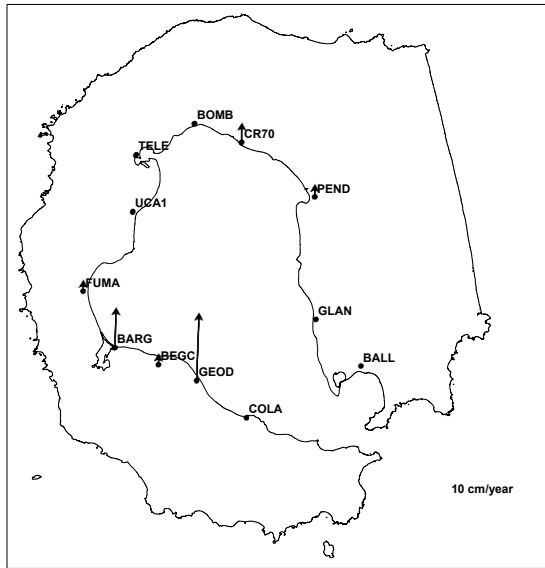 BOMB
CR70
TELE
PEND
UCA1
FUMA
GLAN
BARG
BEGC
BALL
GEOD
COLA
10 cm/year